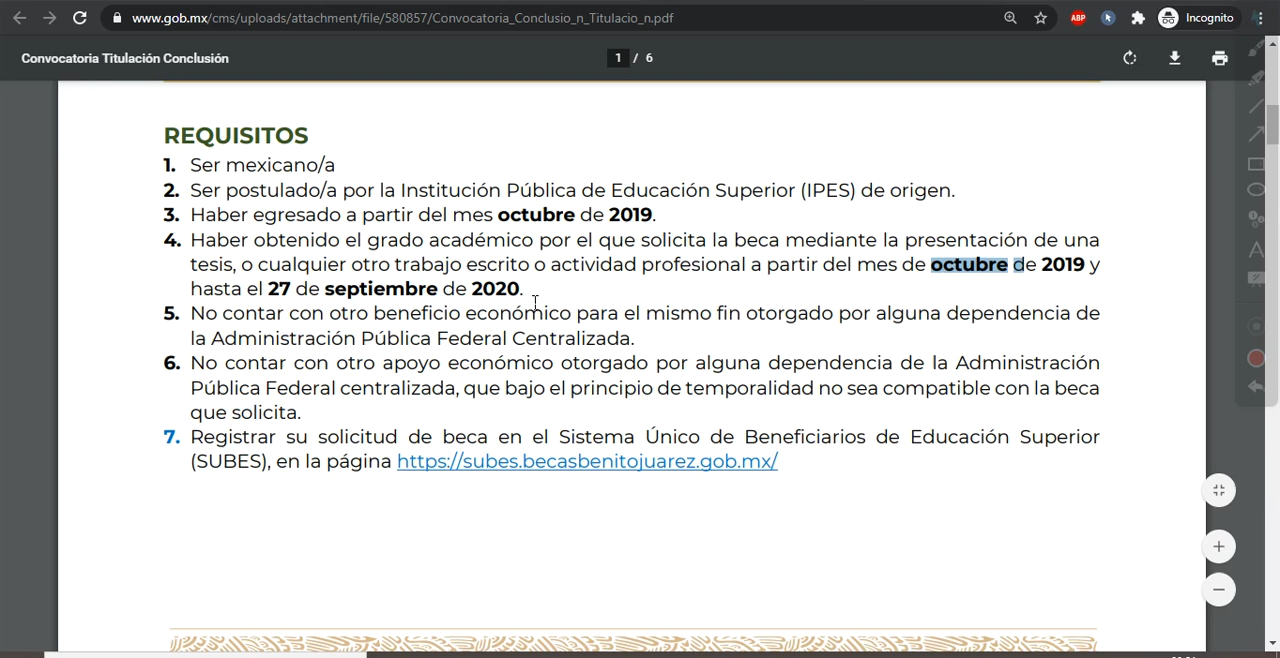 www.gob.mx/cms/uploads/attachment/file/580857/Convocatoria_Conclusio_n_Titulacio_n.pdf
ABP
Incognito
Convocatoria Titulación Conclusión
1 / 6
REQUISITOS
1. Ser mexicano/a
2. Ser postulado/a por la Institución Pública de Educación Superior (IPES) de origen.
3. Haber egresado a partir del mes octubre de 2019.
4. Haber obtenido el grado académico por el que solicita la beca mediante la presentación de una
tesis, o cualquier otro trabajo escrito o actividad profesional a partir del mes de octubre de 2019 y
hasta el 27 de septiembre de 2020.
5. No contar con otro beneficio económico para el mismo fin otorgado por alguna dependencia de
la Administración Pública Federal Centralizada.
6. No contar con otro apoyo económico otorgado por alguna dependencia de la Administración
Pública Federal centralizada, que bajo el principio de temporalidad no sea compatible con la beca
que solicita.
7. Registrar su solicitud de beca en el Sistema Único de Beneficiarios de Educación Superior
(SUBES), en la página https://subes.becasbenitojuarez.gob.mx/